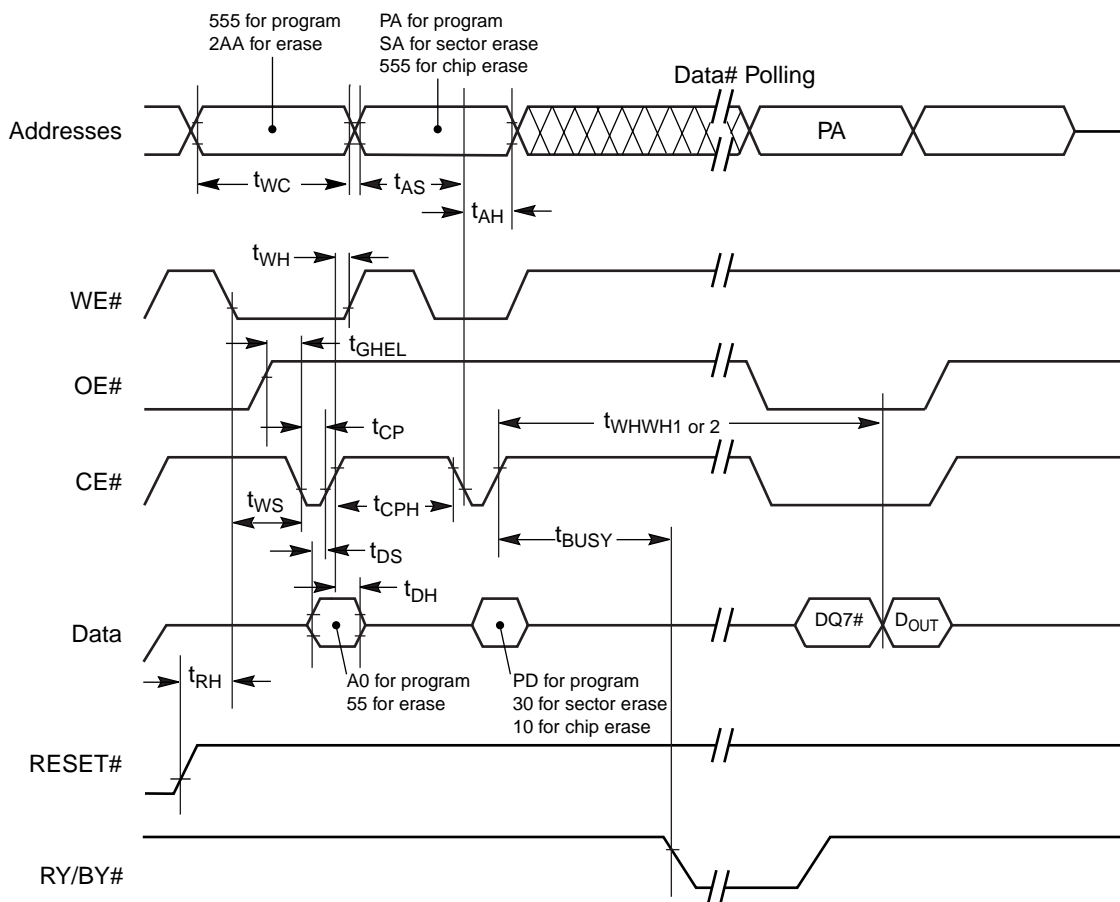 555 for program
2AA for erase
PA for program
SA for sector erase
555 for chip erase
Data# Polling
Addresses
PA
tWC
tAS
tAH
tWH
WE#
tGHEL
OE#
tWHWH1 or 2
tCP
CE#
tWS
tCPH
tBUSY
tDS
tDH
Data
DQ7#
DOUT
tRH
A0 for program
55 for erase
PD for program
30 for sector erase
10 for chip erase
RESET#
RY/BY#